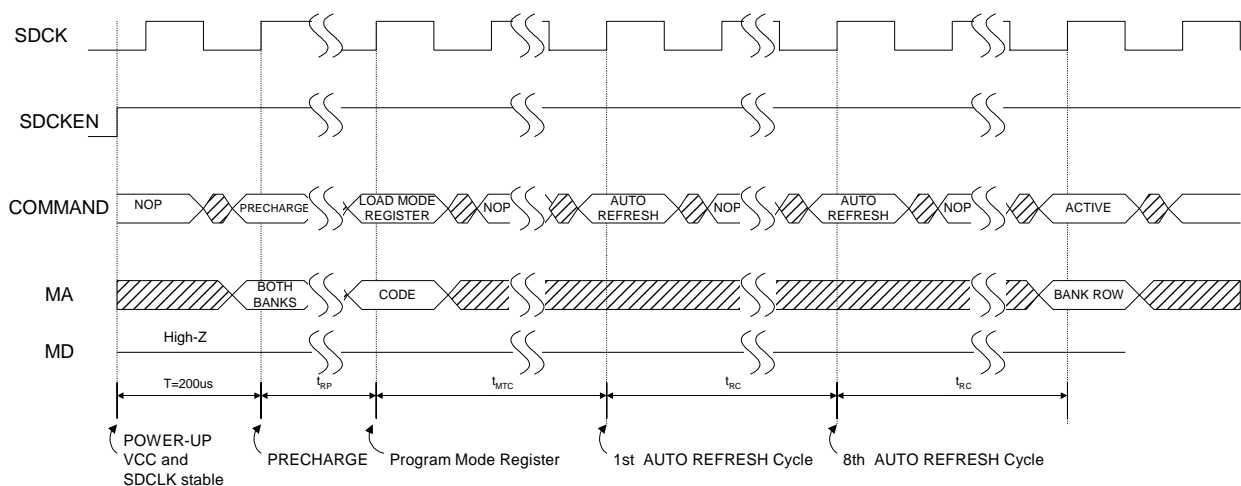 SDCK
SDCKEN
COMMAND
NOP
PRECHARGE
LOAD MODE
REGISTER
NOP
AUTO
REFRESH
NOP
AUTO
REFRESH
NOP
ACTIVE
MA
BOTH
BANKS
CODE
BANK ROW
MD
High-Z
T=200us
tRP
tMTC
tRC
tRC
POWER-UP
VCC and
SDCLK stable
PRECHARGE
Program Mode Register
1st AUTO REFRESH Cycle
8th AUTO REFRESH Cycle